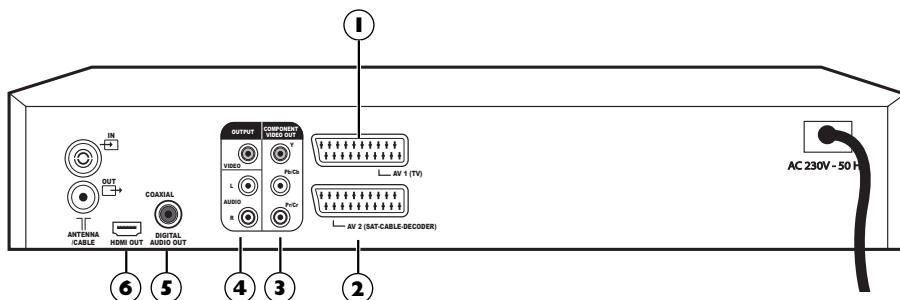 1
IN
OUTPUT
COMPONENT
VIDEO OUT
Y
VIDEO
OUT
Pb/Cb
L
COAXIAL
AUDIO
Pr/Cr
R
AV 1 (TV)
AC 230V - 50 H
ANTENNA
/CABLE
HDMI OUT
DIGITAL
AUDIO OUT
AV 2 (SAT-CABLE-DECODER)
6
5
4
3
2